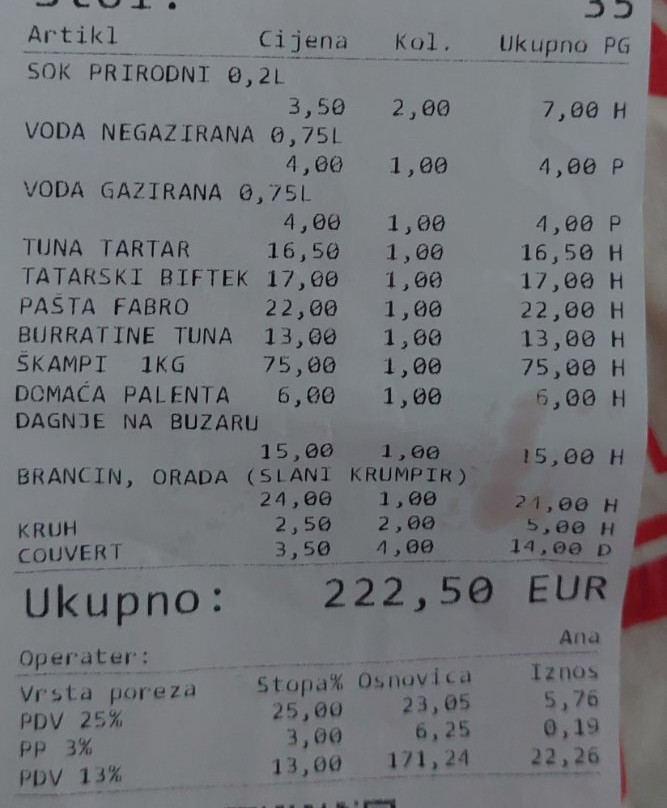 35
Artikl Cijena Kol. Ukupno PG
SOK PRIRODNI 0,2L
3,50 2,00 7,00 H
VODA NEGAZIRANA 0,75L
4,00 1,00 4,00 P
VODA GAZIRANA 0,75L
4,00 1,00 4,00 P
TUNA TARTAR 16,50 1,00 16,50 H
TATARSKI BIFTEK 17,00 1,00 17,00 H
PAŠTA FABRO 22,00 1,00 22,00 H
BURRATINE TUNA 13,00 1,00 13,00 H
ŠKAMPI 1KG 75,00 1,00 75,00 H
DOMAĆA PALENTA 6,00 1,00 6,00 H
DAGNJE NA BUZARU
15,00 1,00 15,00 H
BRANCIN, ORADA (SLANI KRUMPIR)
24,00 1,00 24,00 H
KRUH 2,50 2,00 5,00 H
COUVERT 3,50 4,00 14,00 D
Ukupno: 222,50 EUR
Ana
Operater:
Vrsta poreza Stopa% Osnovica Iznos
PDV 25% 25,00 23,05 5,76
PP 3% 3,00 6,25 0,19
PDV 13% 13,00 171,24 22,26